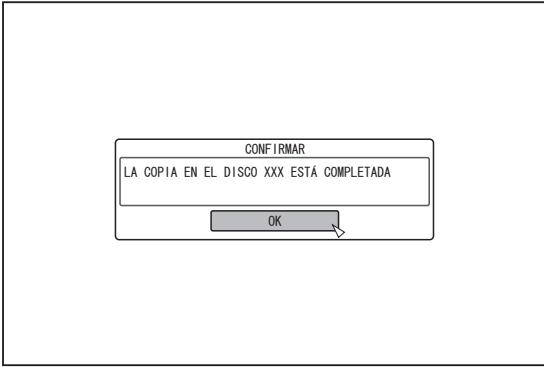 CONFIRMAR
LA COPIA EN EL DISCO XXX ESTÁ COMPLETADA
OK